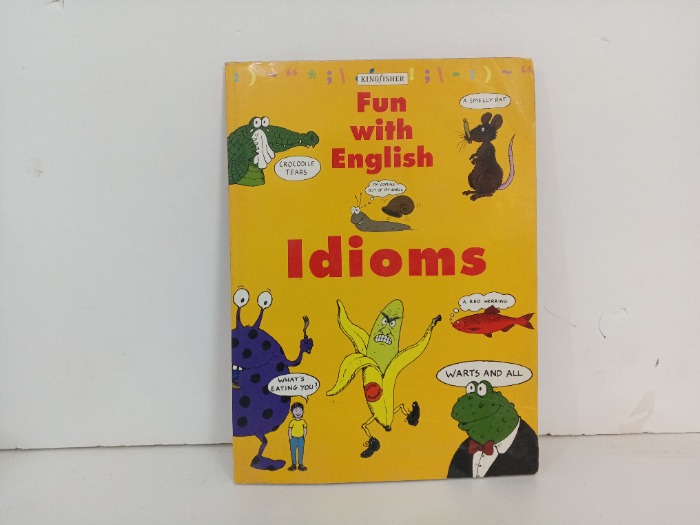 KINGFISHER
Fun
with
English
A SMELLY RAT
CROCODILE
TEARS
I'M COMING
OUT OF MY SHELL
Idioms
A RED HERRING
WHAT'S
EATING YOU?
WARTS AND ALL